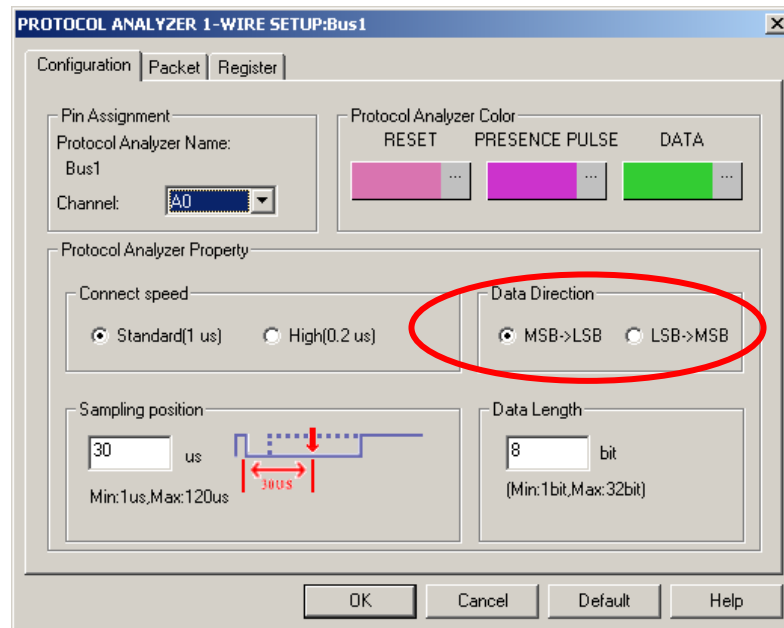 PROTOCOL ANALYZER 1-WIRE SETUP:Bus1
Configuration Packet Register
Pin Assignment
Protocol Analyzer Name:
Bus1
Channel: A0
Protocol Analyzer Color
RESET PRESENCE PULSE DATA
... ... ...
Protocol Analyzer Property
Connect speed
Standard(1 us) High(0.2 us)
Data Direction
MSB->LSB LSB->MSB
Sampling position
30 us
30US
Min:1us,Max:120us
Data Length
8 bit
(Min:1bit,Max:32bit)
OK Cancel Default Help